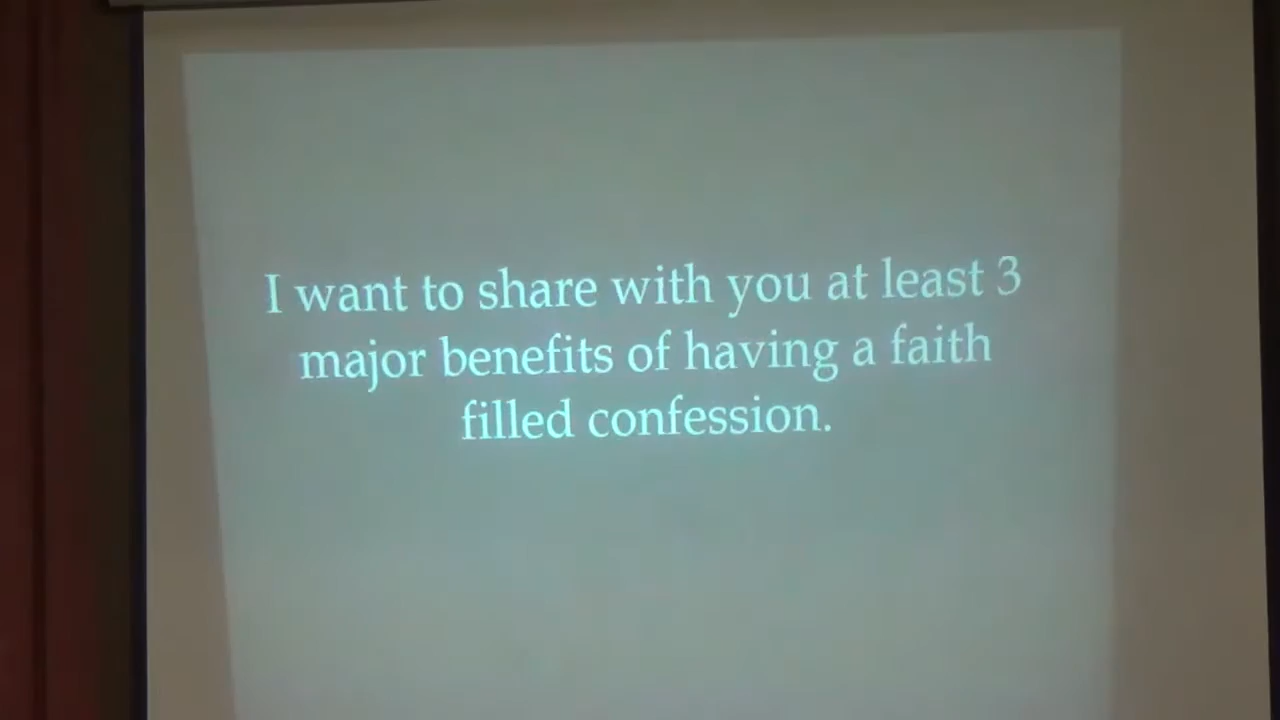 I want to share with you at least 3
major benefits of having a faith
filled confession.